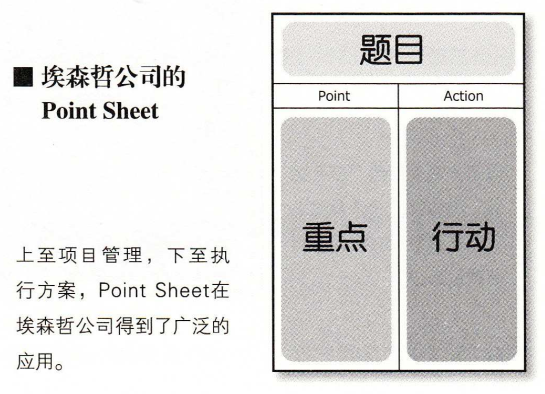 ■ 埃森哲公司的
Point Sheet
上至项目管理，下至执
行方案，Point Sheet在
埃森哲公司得到了广泛的
应用。
题目
Point Action
重点 行动